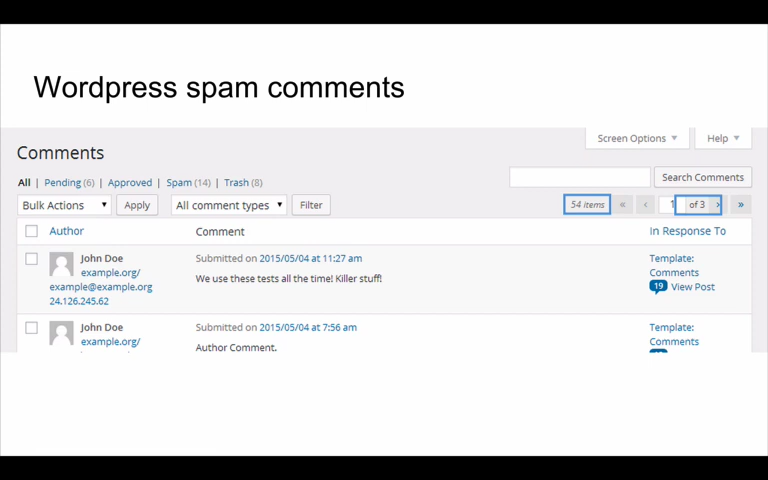 Wordpress spam comments
Screen Options Help
Comments
All | Pending (6) | Approved | Spam (14) | Trash (8)
Search Comments
Bulk Actions Apply All comment types Filter 54 items « ‹ 1 of 3 › »
Author Comment In Response To
John Doe Submitted on 2015/05/04 at 11:27 am Template:
example.org/ We use these tests all the time! Killer stuff! Comments
example@example.org 19 View Post
24.126.245.62
John Doe Submitted on 2015/05/04 at 7:56 am Template:
example.org/ Author Comment. Comments